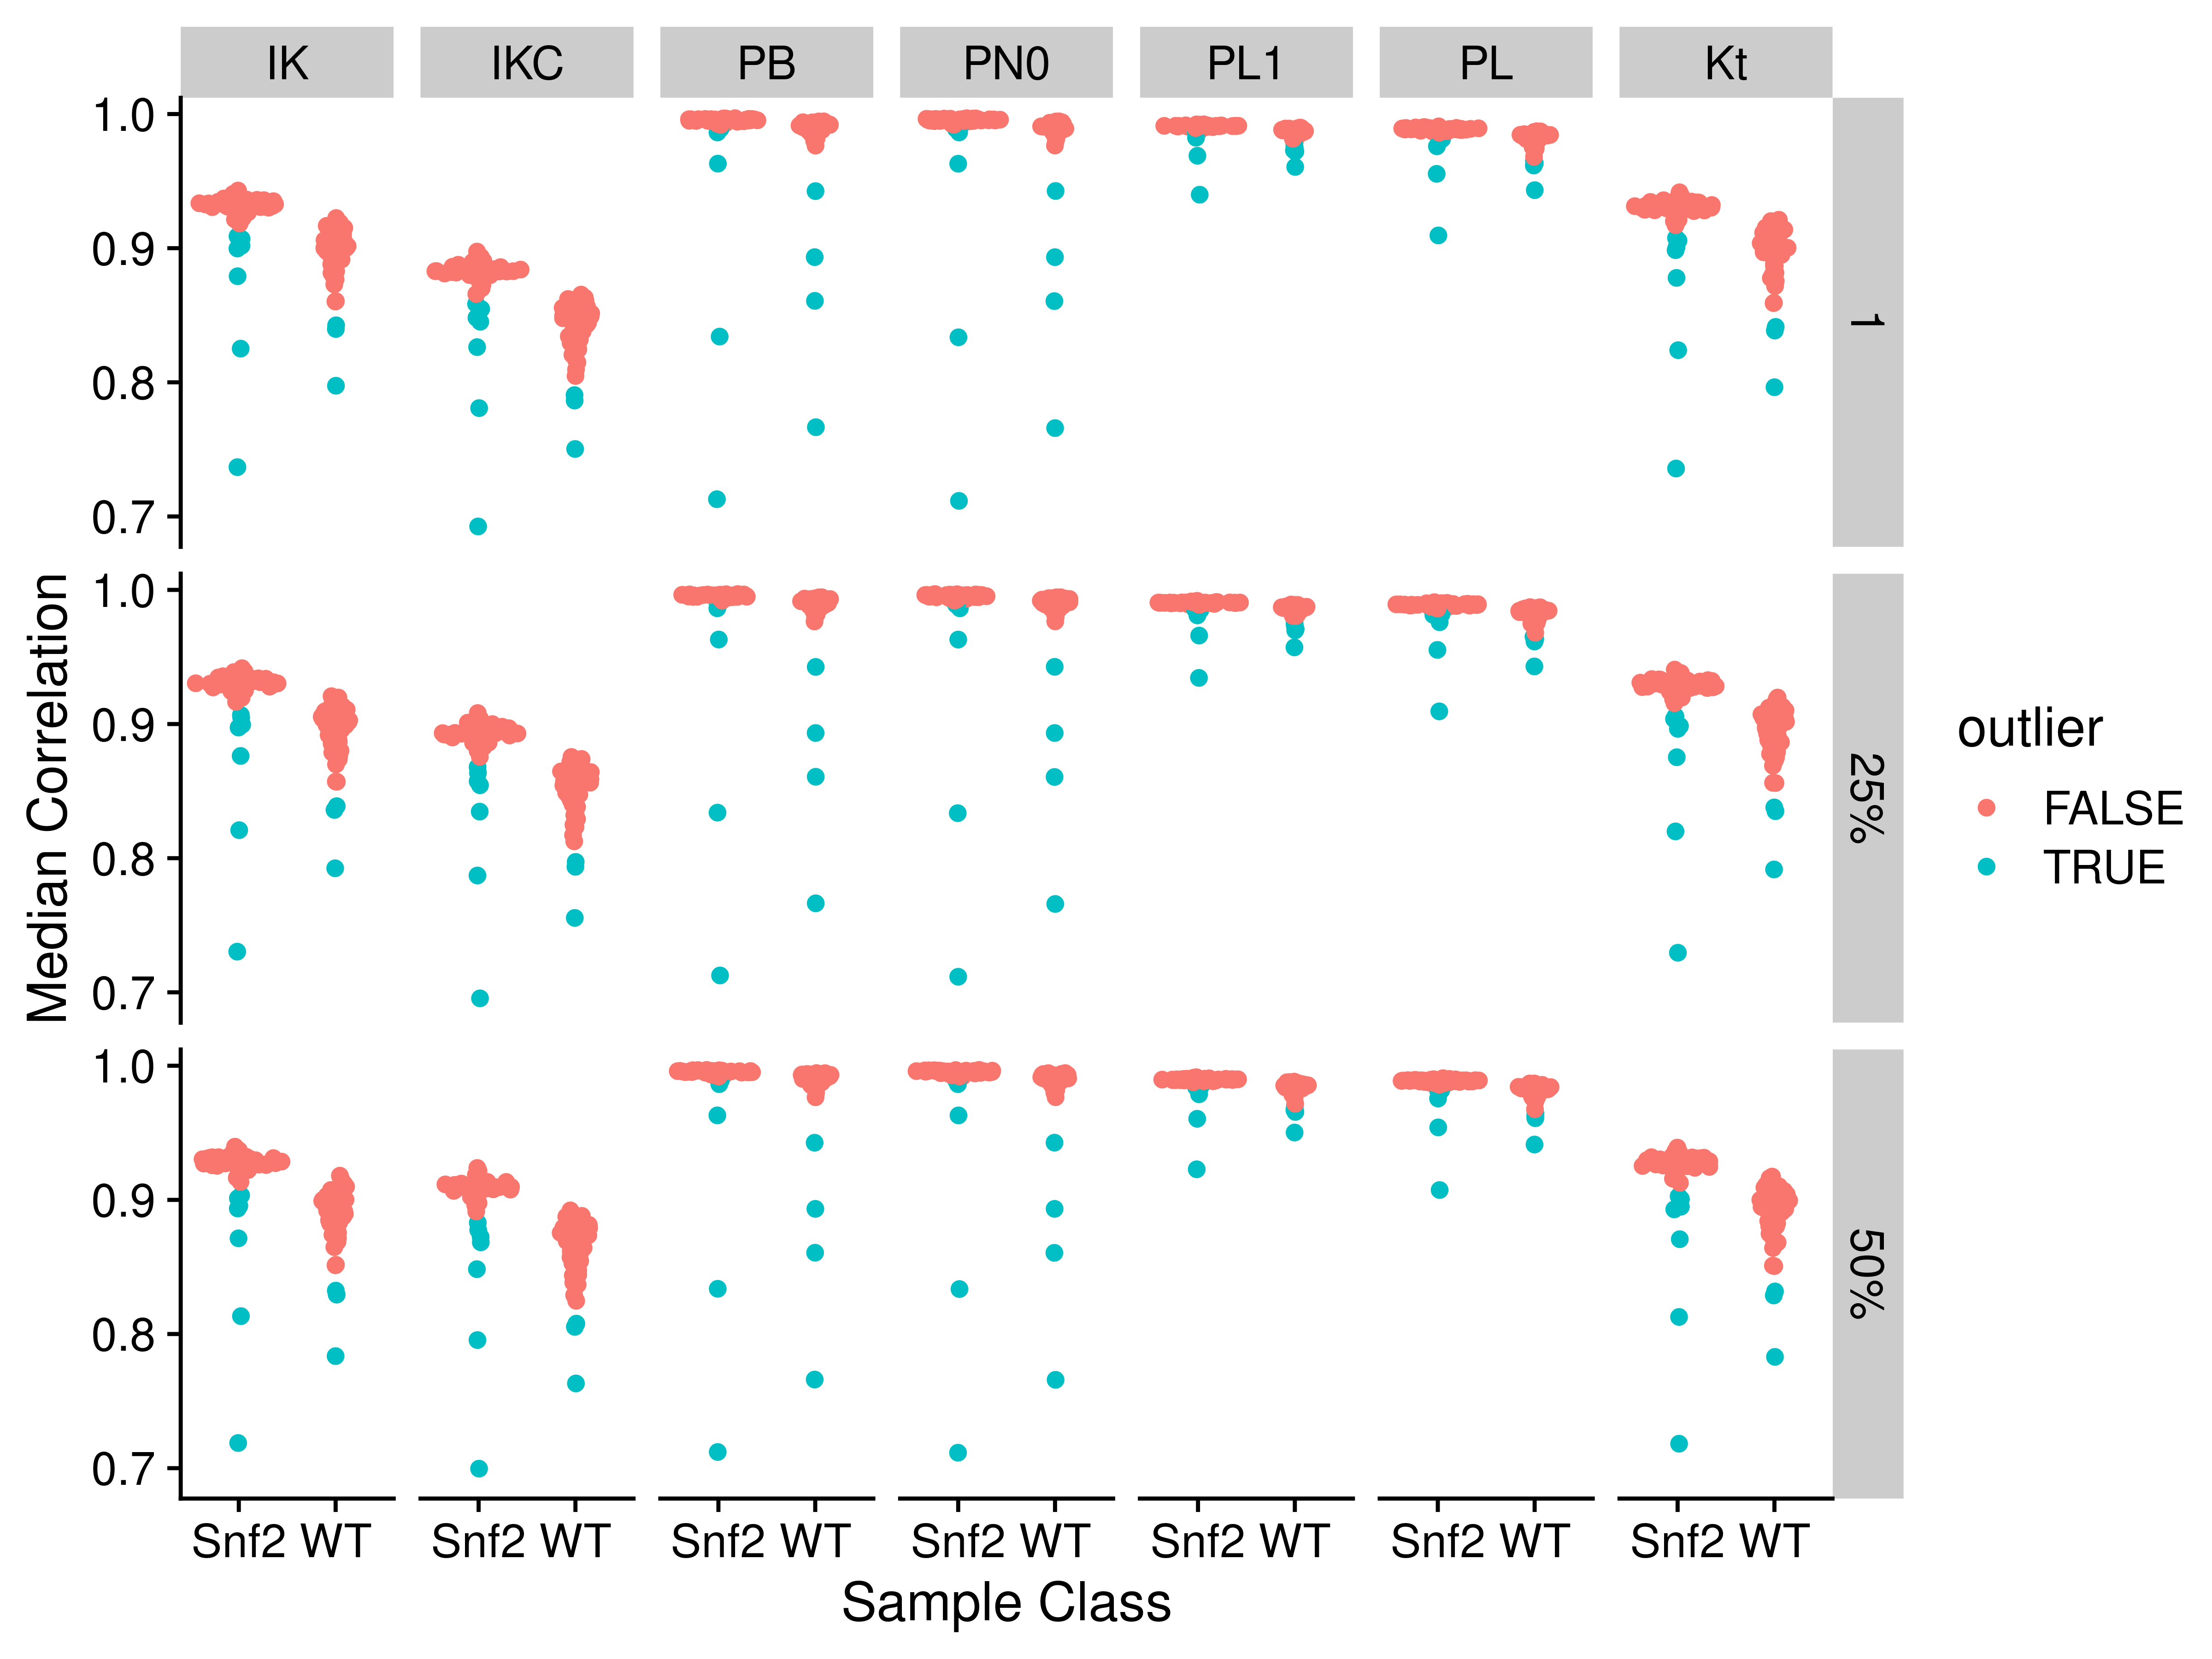 IK IKC PB PN0 PL1 PL Kt
1.0
0.9
0.8
0.7
1
1.0
0.9
0.8
0.7
25%
1.0
0.9
0.8
0.7
50%
Median Correlation
Snf2 WT Snf2 WT Snf2 WT Snf2 WT Snf2 WT Snf2 WT Snf2 WT
Sample Class
outlier
FALSE
TRUE